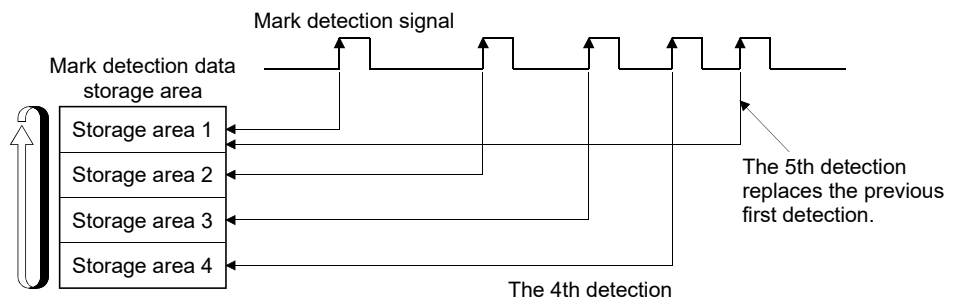 Mark detection signal
Mark detection data
storage area
Storage area 1
Storage area 2
Storage area 3
Storage area 4
The 5th detection
replaces the previous
first detection.
The 4th detection